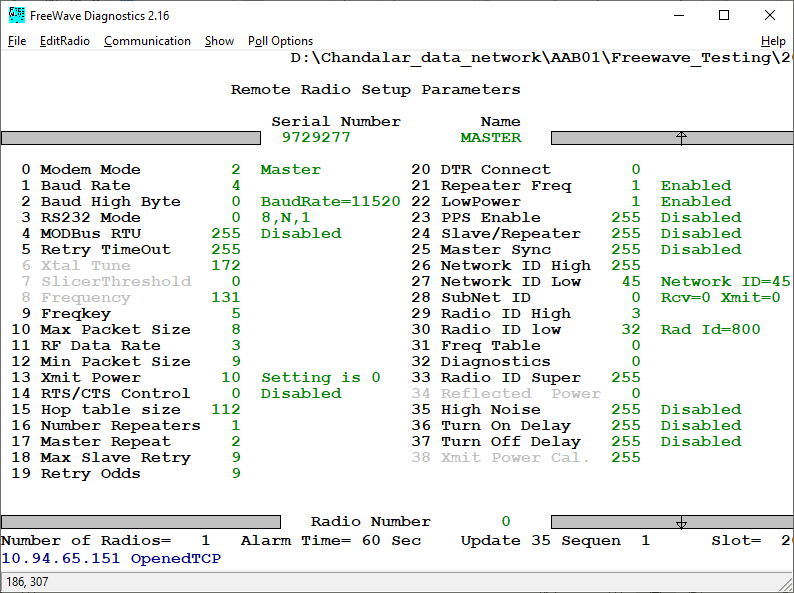 FreeWave Diagnostics 2.16
File EditRadio Communication Show Poll Options Help
D:\Chandalar_data_network\AAB01\Freewave_Testing\20
Remote Radio Setup Parameters
Serial Number Name
9729277 MASTER
0 Modem Mode 2 Master 20 DTR Connect 0
1 Baud Rate 4 21 Repeater Freq 1 Enabled
2 Baud High Byte 0 BaudRate=11520 22 LowPower 1 Enabled
3 RS232 Mode 0 8,N,1 23 PPS Enable 255 Disabled
4 MODBus RTU 255 Disabled 24 Slave/Repeater 255 Disabled
5 Retry TimeOut 255 25 Master Sync 255 Disabled
6 Xtal Tune 172 26 Network ID High 255
7 SlicerThreshold 0 27 Network ID Low 45 Network ID=45
8 Frequency 131 28 SubNet ID 0 Rcv=0 Xmit=0
9 Freqkey 5 29 Radio ID High 3
10 Max Packet Size 8 30 Radio ID low 32 Rad Id=800
11 RF Data Rate 3 31 Freq Table 0
12 Min Packet Size 9 32 Diagnostics 0
13 Xmit Power 10 Setting is 0 33 Radio ID Super 255
14 RTS/CTS Control 0 Disabled 34 Reflected Power 0
15 Hop table size 112 35 High Noise 255 Disabled
16 Number Repeaters 1 36 Turn On Delay 255 Disabled
17 Master Repeat 2 37 Turn Off Delay 255 Disabled
18 Max Slave Retry 9 38 Xmit Power Cal. 255
19 Retry Odds 9
Radio Number 0
Number of Radios= 1 Alarm Time= 60 Sec Update 35 Sequen 1 Slot= 20
10.94.65.151 OpenedTCP
186, 307